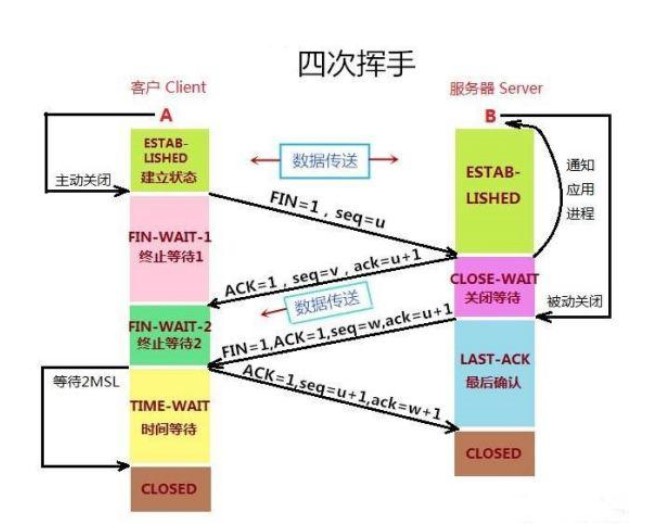 四次挥手
客户 Client
服务器 Server
A
B
ESTAB-
LISHED
建立状态
数据传送
ESTAB-
LISHED
通知
应用
进程
主动关闭
FIN=1，seq=u
FIN-WAIT-1
终止等待1
ACK=1，seq=v，ack=u+1
CLOSE-WAIT
关闭等待
数据传送
被动关闭
FIN-WAIT-2
终止等待2
FIN=1,ACK=1,seq=w,ack=u+1
LAST-ACK
最后确认
等待2MSL
ACK=1,seq=u+1,ack=w+1
TIME-WAIT
时间等待
CLOSED
CLOSED